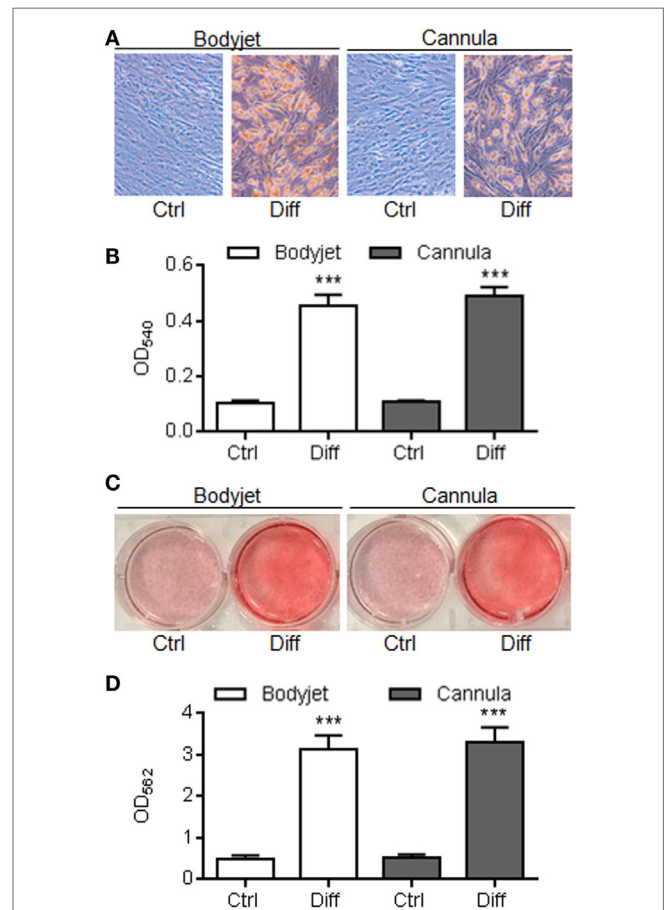 A
Bodyjet Cannula
Ctrl Diff Ctrl Diff
B
Bodyjet Cannula
*** ***
0.6
0.4
0.2
0.0
OD540
Ctrl Diff Ctrl Diff
C
Bodyjet Cannula
Ctrl Diff Ctrl Diff
D
Bodyjet Cannula
*** ***
4
3
2
1
0
OD562
Ctrl Diff Ctrl Diff